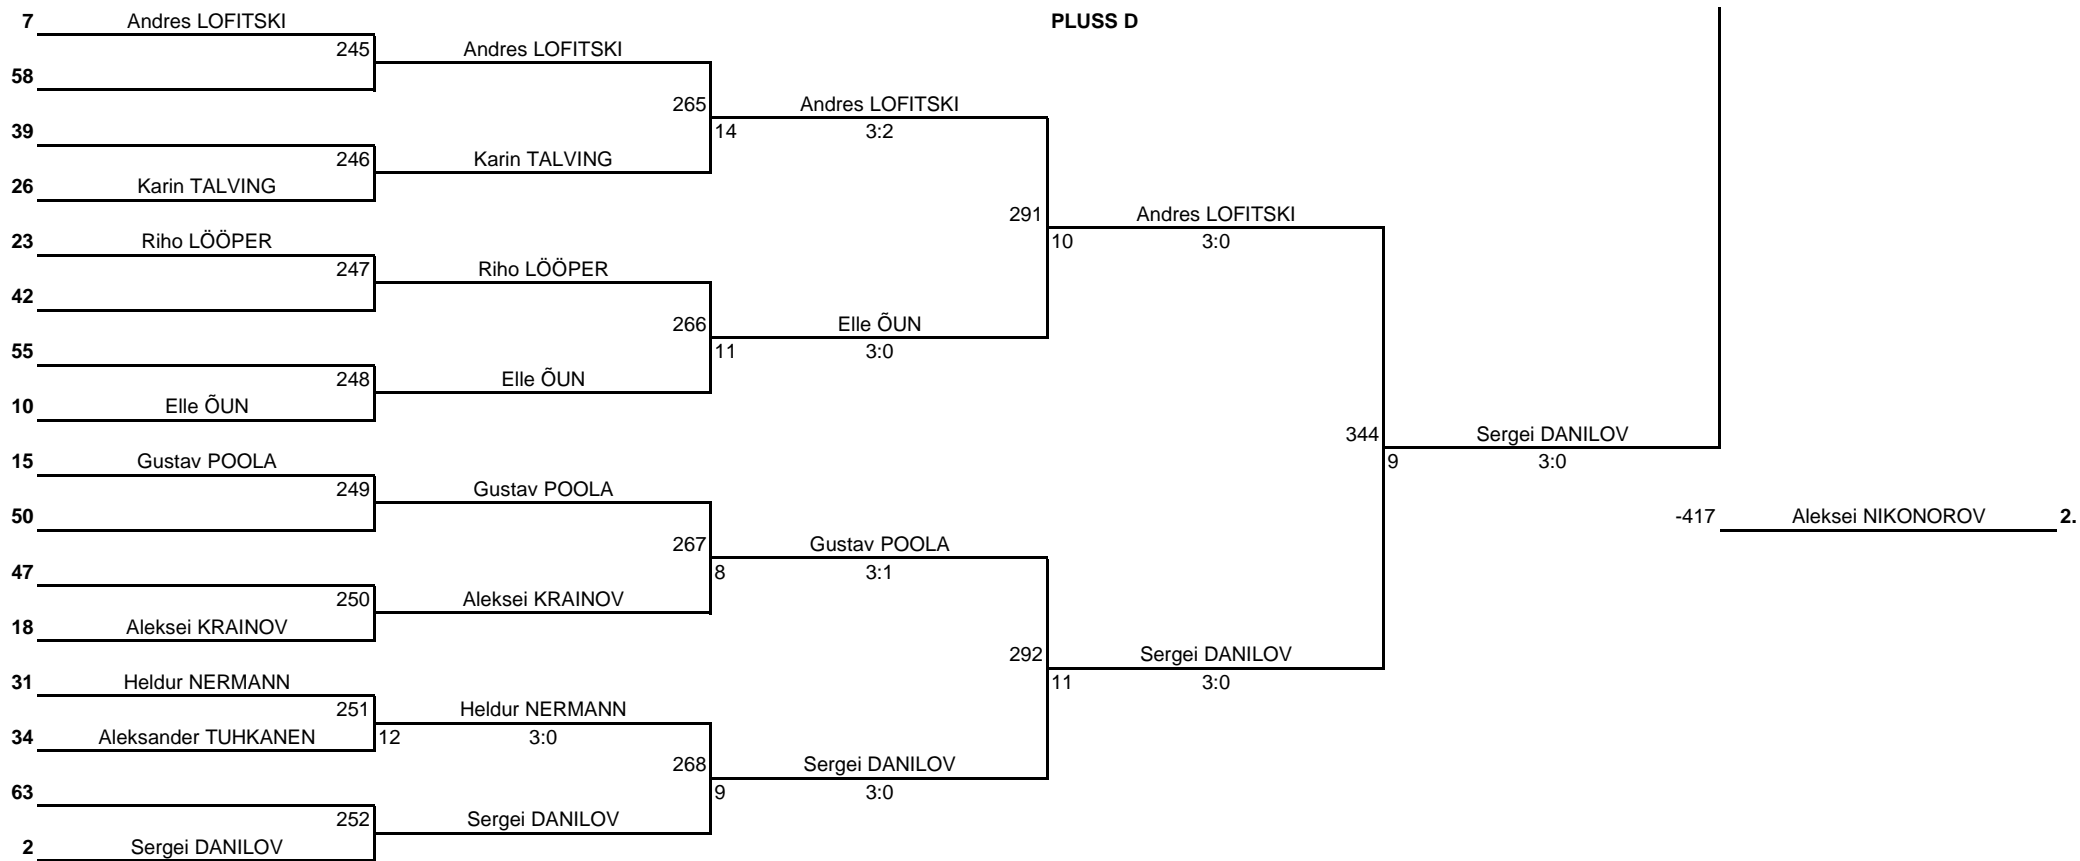 7 Andres LOFITSKI PLUSS D
245 Andres LOFITSKI
58
265 Andres LOFITSKI
39 14 3:2
246 Karin TALVING
26 Karin TALVING
291 Andres LOFITSKI
23 Riho LÖÖPER 10 3:0
247 Riho LÖÖPER
42
266 Elle ÕUN
55 11 3:0
248 Elle ÕUN
10 Elle ÕUN
344 Sergei DANILOV
15 Gustav POOLA 9 3:0
249 Gustav POOLA
50 -417 Aleksei NIKONOROV 2.
267 Gustav POOLA
47 8 3:1
250 Aleksei KRAINOV
18 Aleksei KRAINOV
292 Sergei DANILOV
31 Heldur NERMANN 11 3:0
251 Heldur NERMANN
34 Aleksander TUHKANEN 12 3:0
268 Sergei DANILOV
63 9 3:0
252 Sergei DANILOV
2 Sergei DANILOV